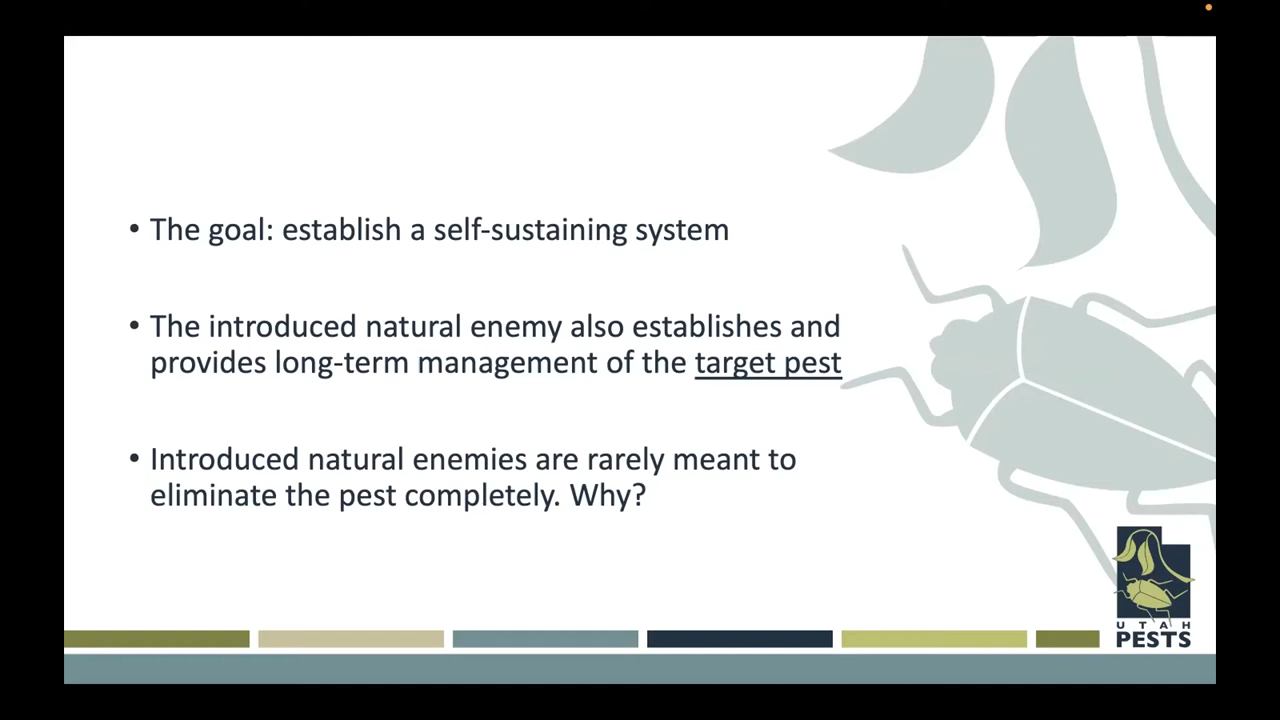 • The goal: establish a self-sustaining system
• The introduced natural enemy also establishes and
provides long-term management of the target pest
• Introduced natural enemies are rarely meant to
eliminate the pest completely. Why?
UTAH
PESTS